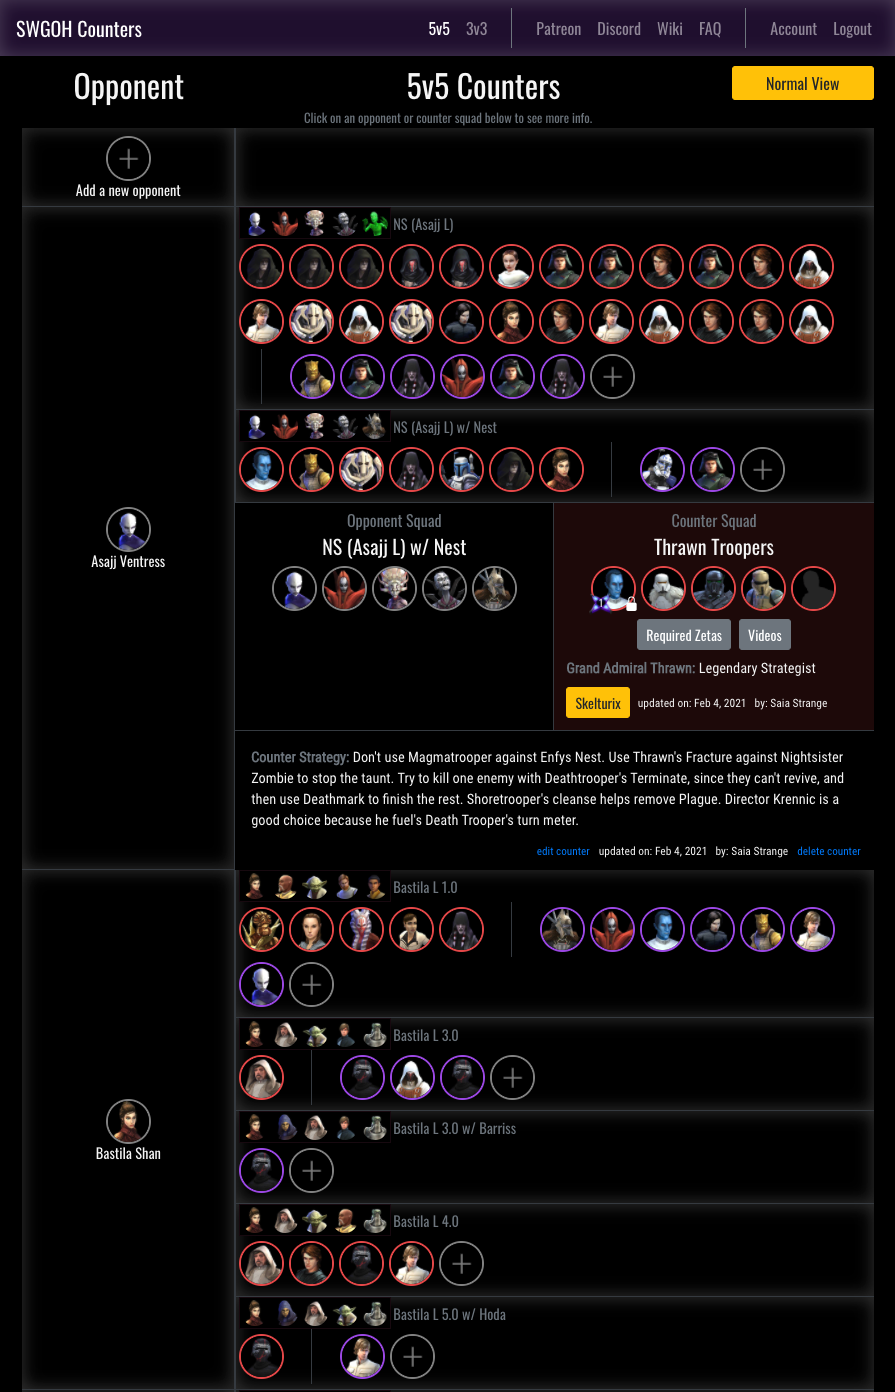 SWGOH Counters
5v5 3v3 Patreon Discord Wiki FAQ Account Logout
Opponent
5v5 Counters
Normal View
Click on an opponent or counter squad below to see more info.
Add a new opponent
NS (Asajj L)
NS (Asajj L) w/ Nest
Asajj Ventress
Opponent Squad
NS (Asajj L) w/ Nest
Counter Squad
Thrawn Troopers
1
Required Zetas Videos
Grand Admiral Thrawn: Legendary Strategist
Skelturix updated on: Feb 4, 2021 by: Saia Strange
Counter Strategy: Don't use Magmatrooper against Enfys Nest. Use Thrawn's Fracture against Nightsister
Zombie to stop the taunt. Try to kill one enemy with Deathtrooper's Terminate, since they can't revive, and
then use Deathmark to finish the rest. Shoretrooper's cleanse helps remove Plague. Director Krennic is a
good choice because he fuel's Death Trooper's turn meter.
edit counter updated on: Feb 4, 2021 by: Saia Strange delete counter
Bastila L 1.0
Bastila L 3.0
Bastila L 3.0 w/ Barriss
Bastila Shan
Bastila L 4.0
Bastila L 5.0 w/ Hoda